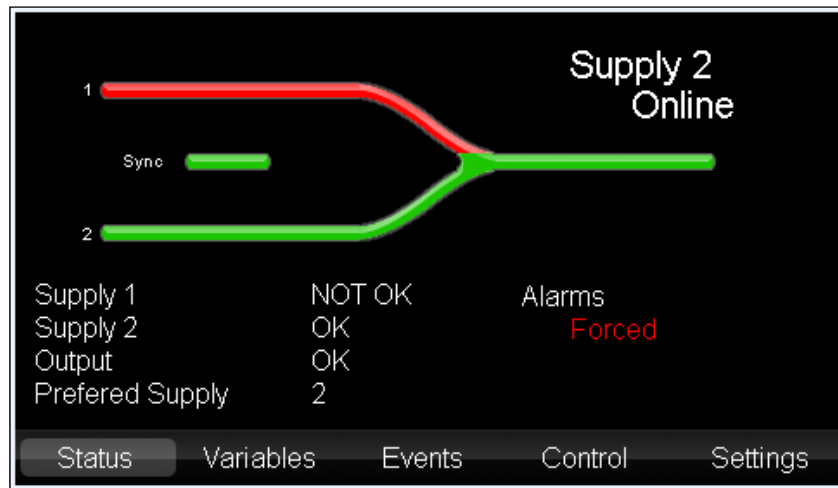 Supply 2
Online
1
Sync
2
Supply 1 NOT OK
Supply 2 OK
Output OK
Prefered Supply 2
Alarms
Forced
Status Variables Events Control Settings